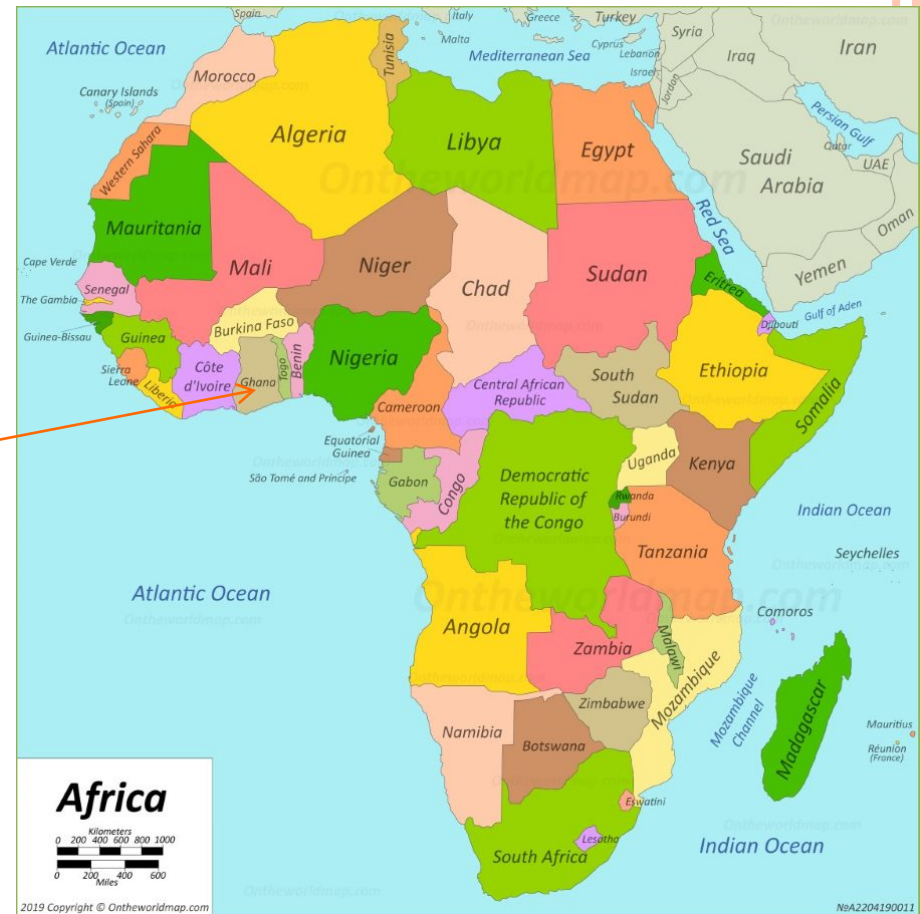 Spain
Italy
Greece
Turkey
Malta
Cyprus
Lebanon
Israel
Jordan
Syria
Iraq
Iran
Atlantic Ocean
Mediterranean Sea
Persian Gulf
Canary Islands
(Spain)
Morocco
Tunisia
Algeria
Libya
Egypt
Western Sahara
Saudi
Arabia
Qatar
UAE
Oman
Yemen
Red Sea
Gulf of Aden
Ontheworldmap.com
Mauritania
Mali
Niger
Chad
Sudan
Eritrea
Djibouti
Cape Verde
Senegal
The Gambia
Guinea-Bissau
Guinea
Sierra
Leone
Liberia
Côte
d'Ivoire
Burkina Faso
Ghana
Togo
Benin
Nigeria
Cameroon
Central African
Republic
South
Sudan
Ethiopia
Somalia
Equatorial
Guinea
São Tomé and Príncipe
Gabon
Congo
Democratic
Republic of
the Congo
Uganda
Kenya
Rwanda
Burundi
Tanzania
Indian Ocean
Seychelles
Atlantic Ocean
Ontheworldmap.com
Angola
Zambia
Malawi
Mozambique
Comoros
Mozambique
Channel
Madagascar
Mauritius
Réunion
(France)
Namibia
Botswana
Zimbabwe
Eswatini
Lesotho
South Africa
Indian Ocean
Africa
Kilometers
0 200 400 600 800 1000
0 200 400 600
Miles
2019 Copyright © Ontheworldmap.com
№A2204190011